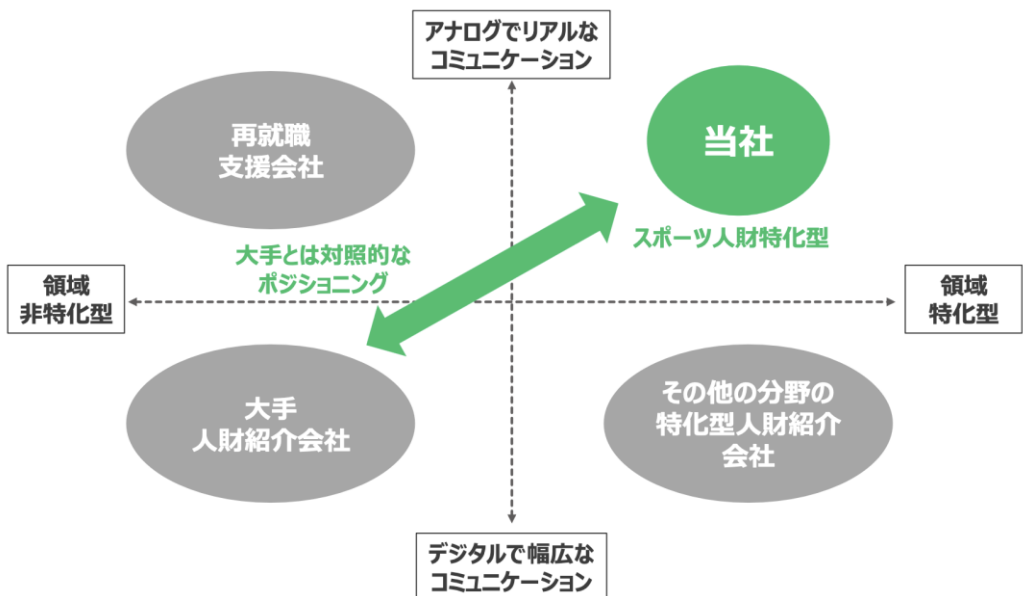 アナログでリアルな
コミュニケーション
再就職
支援会社
当社
スポーツ人財特化型
大手とは対照的な
ポジショニング
領域
非特化型
領域
特化型
大手
人財紹介会社
その他の分野の
特化型人財紹介
会社
デジタルで幅広な
コミュニケーション